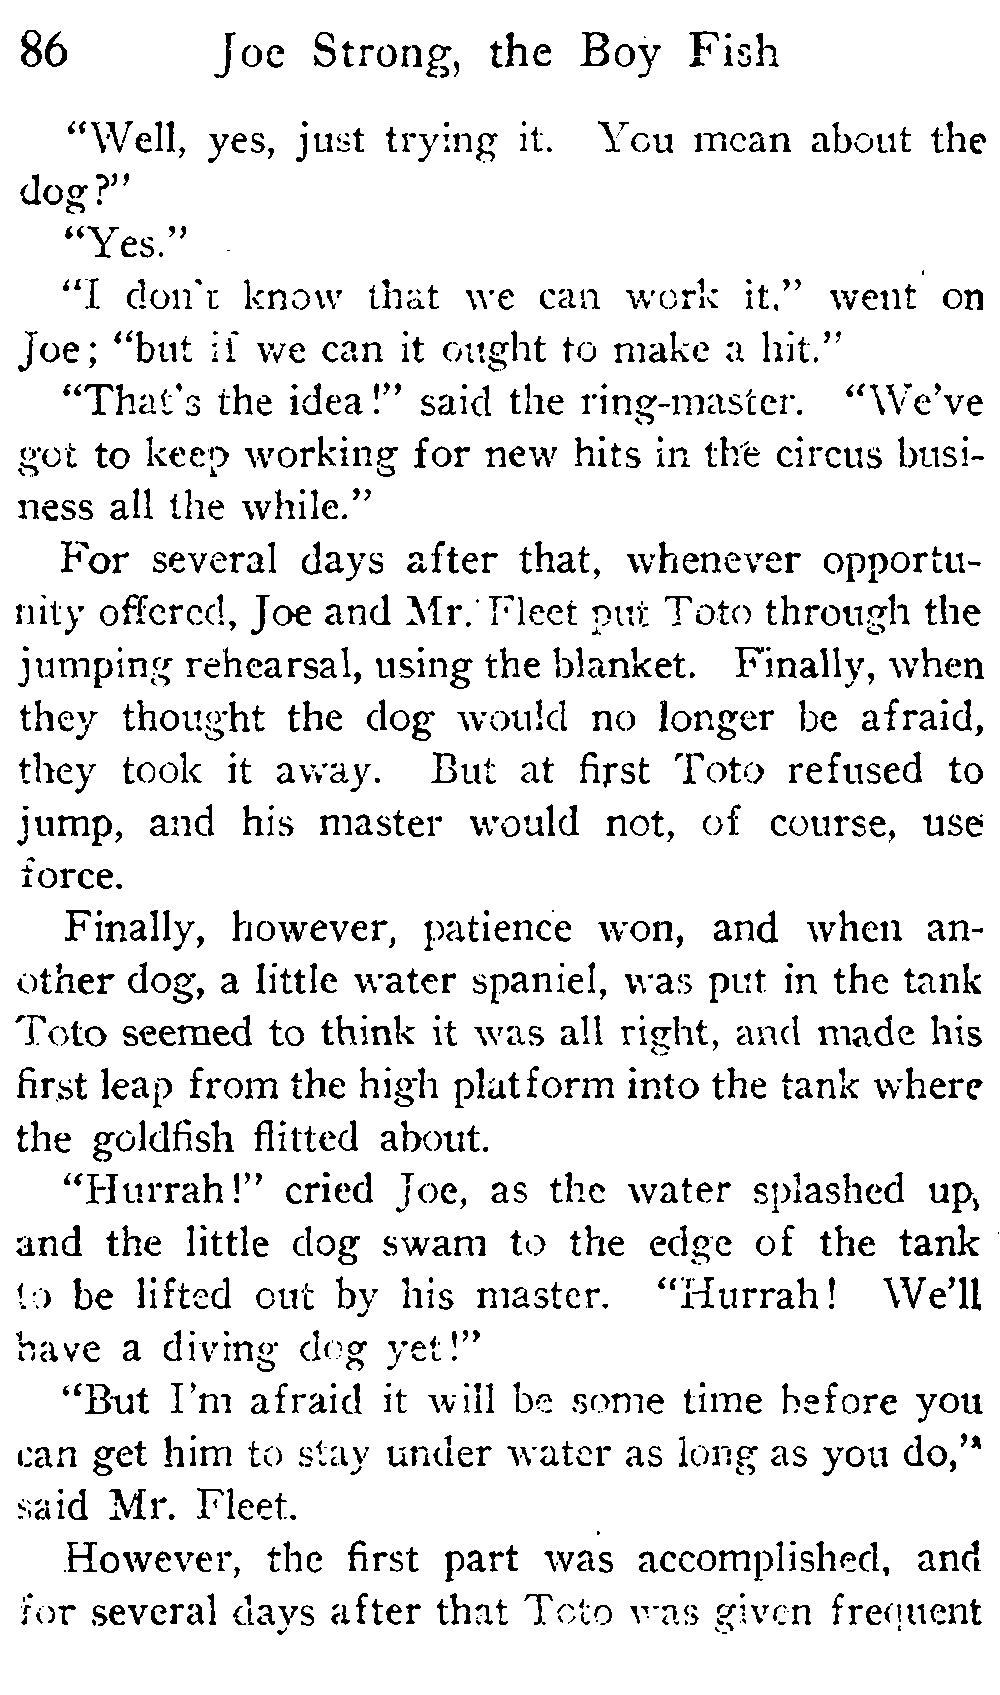 86 Joe Strong, the Boy Fish
“Well, yes, just trying it. You mean about the
dog?”
“Yes.”
“I don't know that we can work it,” went on
Joe; “but if we can it ought to make a hit.”
“That's the idea!” said the ring-master. “We've
got to keep working for new hits in the circus busi-
ness all the while.”
For several days after that, whenever opportu-
nity offered, Joe and Mr. Fleet put Toto through the
jumping rehearsal, using the blanket. Finally, when
they thought the dog would no longer be afraid,
they took it away. But at first Toto refused to
jump, and his master would not, of course, use
force.
Finally, however, patience won, and when an-
other dog, a little water spaniel, was put in the tank
Toto seemed to think it was all right, and made his
first leap from the high platform into the tank where
the goldfish flitted about.
“Hurrah!” cried Joe, as the water splashed up,
and the little dog swam to the edge of the tank
to be lifted out by his master. “Hurrah! We'll
have a diving dog yet!”
“But I'm afraid it will be some time before you
can get him to stay under water as long as you do,”
said Mr. Fleet.
However, the first part was accomplished, and
for several days after that Toto was given frequent